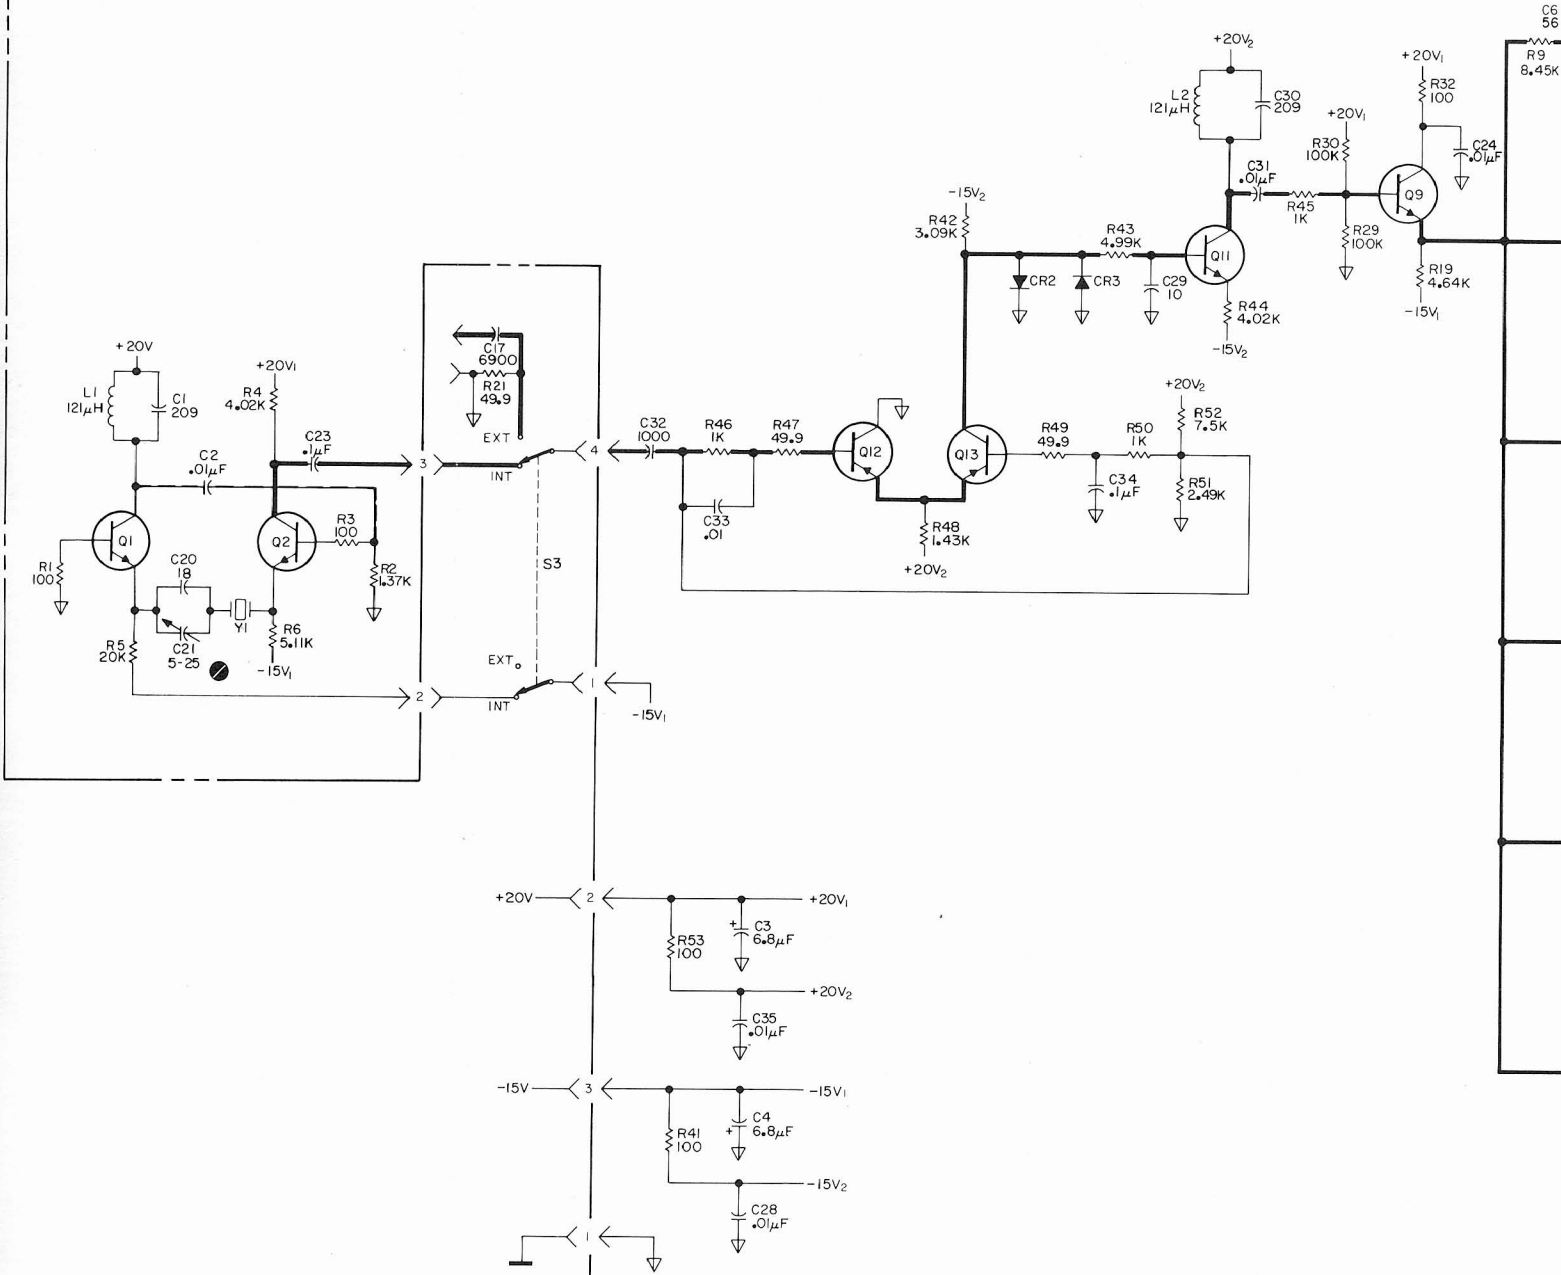 C6
56
R9
8.45K
+20V₂
L2
121μH
C30
209
+20V₁
R32
100
C24
.01μF
+20V₁
R30
100K
C31
.01μF
R45
1K
Q9
R29
100K
R19
4.64K
-15V₁
-15V₂
R42
3.09K
R43
4.99K
Q11
CR2
CR3
C29
10
R44
4.02K
-15V₂
+20V
L1
121μH
C1
209
+20V₁
R4
4.02K
C23
.1μF
C2
.01μF
3
C17
6900
R21
49.9
EXT
INT
4
C32
1000
R46
1K
R47
49.9
Q12
Q13
R49
49.9
R50
1K
+20V₂
R52
7.5K
R51
2.49K
C34
.1μF
C33
.01
R48
1.43K
+20V₂
Q1
Q2
R3
100
R1
100
C20
18
R2
1.37K
S3
Y1
R6
5.11K
-15V₁
R5
20K
C21
5-25
EXT
INT
2
1
-15V₁
+20V
2
+20V₁
R53
100
+
C3
6.8μF
+20V₂
C35
.01μF
-15V
3
-15V₁
R41
100
+
C4
6.8μF
-15V₂
C28
.01μF
1